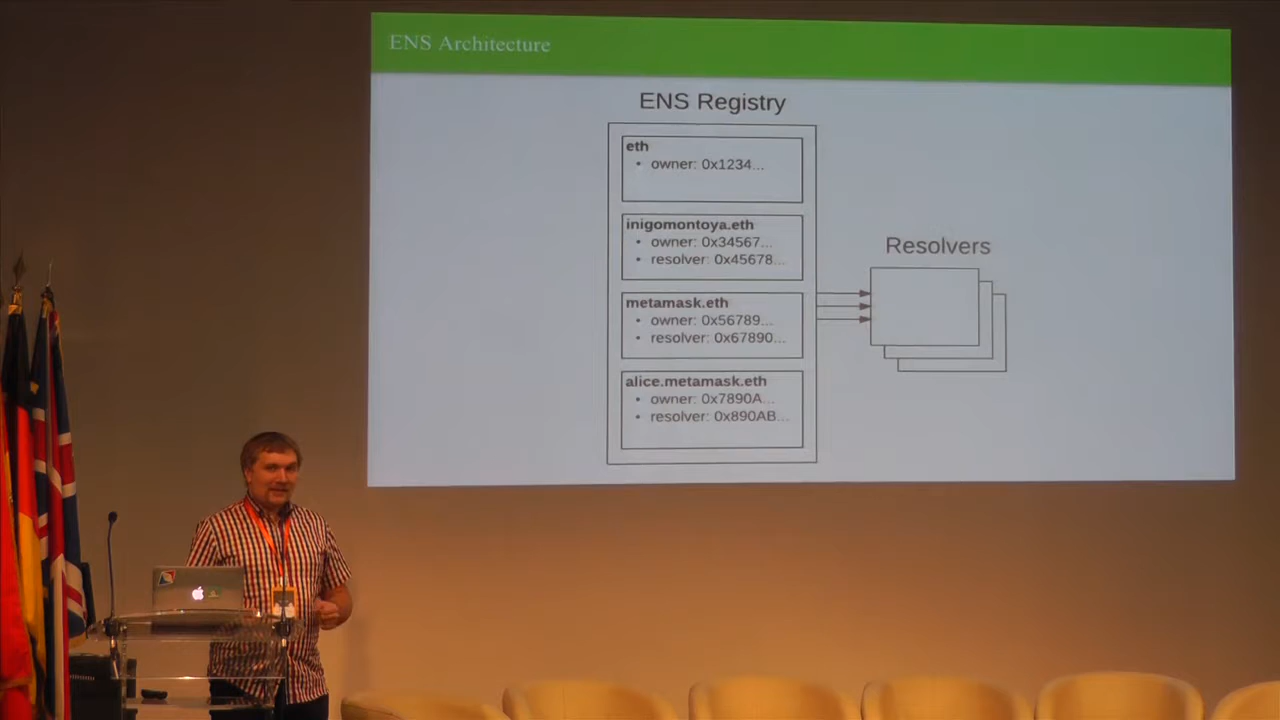 ENS Architecture
ENS Registry
eth
• owner: 0x1234...
inigomontoya.eth
• owner: 0x34567...
• resolver: 0x45678...
metamask.eth
• owner: 0x56789...
• resolver: 0x67890...
alice.metamask.eth
• owner: 0x7890A...
• resolver: 0x890AB...
Resolvers